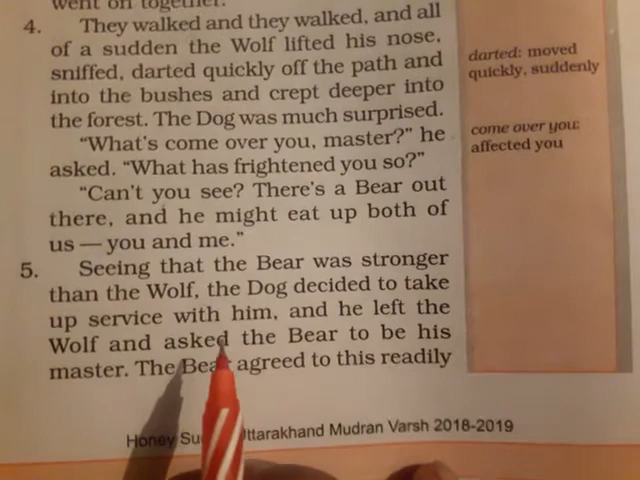 went on together.
4. They walked and they walked, and all
of a sudden the Wolf lifted his nose,
sniffed, darted quickly off the path and
into the bushes and crept deeper into
the forest. The Dog was much surprised.
“What's come over you, master?” he
asked. “What has frightened you so?”
“Can't you see? There's a Bear out
there, and he might eat up both of
us — you and me.”
5. Seeing that the Bear was stronger
than the Wolf, the Dog decided to take
up service with him, and he left the
Wolf and asked the Bear to be his
master. The Bear agreed to this readily
darted: moved
quickly, suddenly
come over you:
affected you
Honey Uttarakhand Mudran Varsh 2018-2019